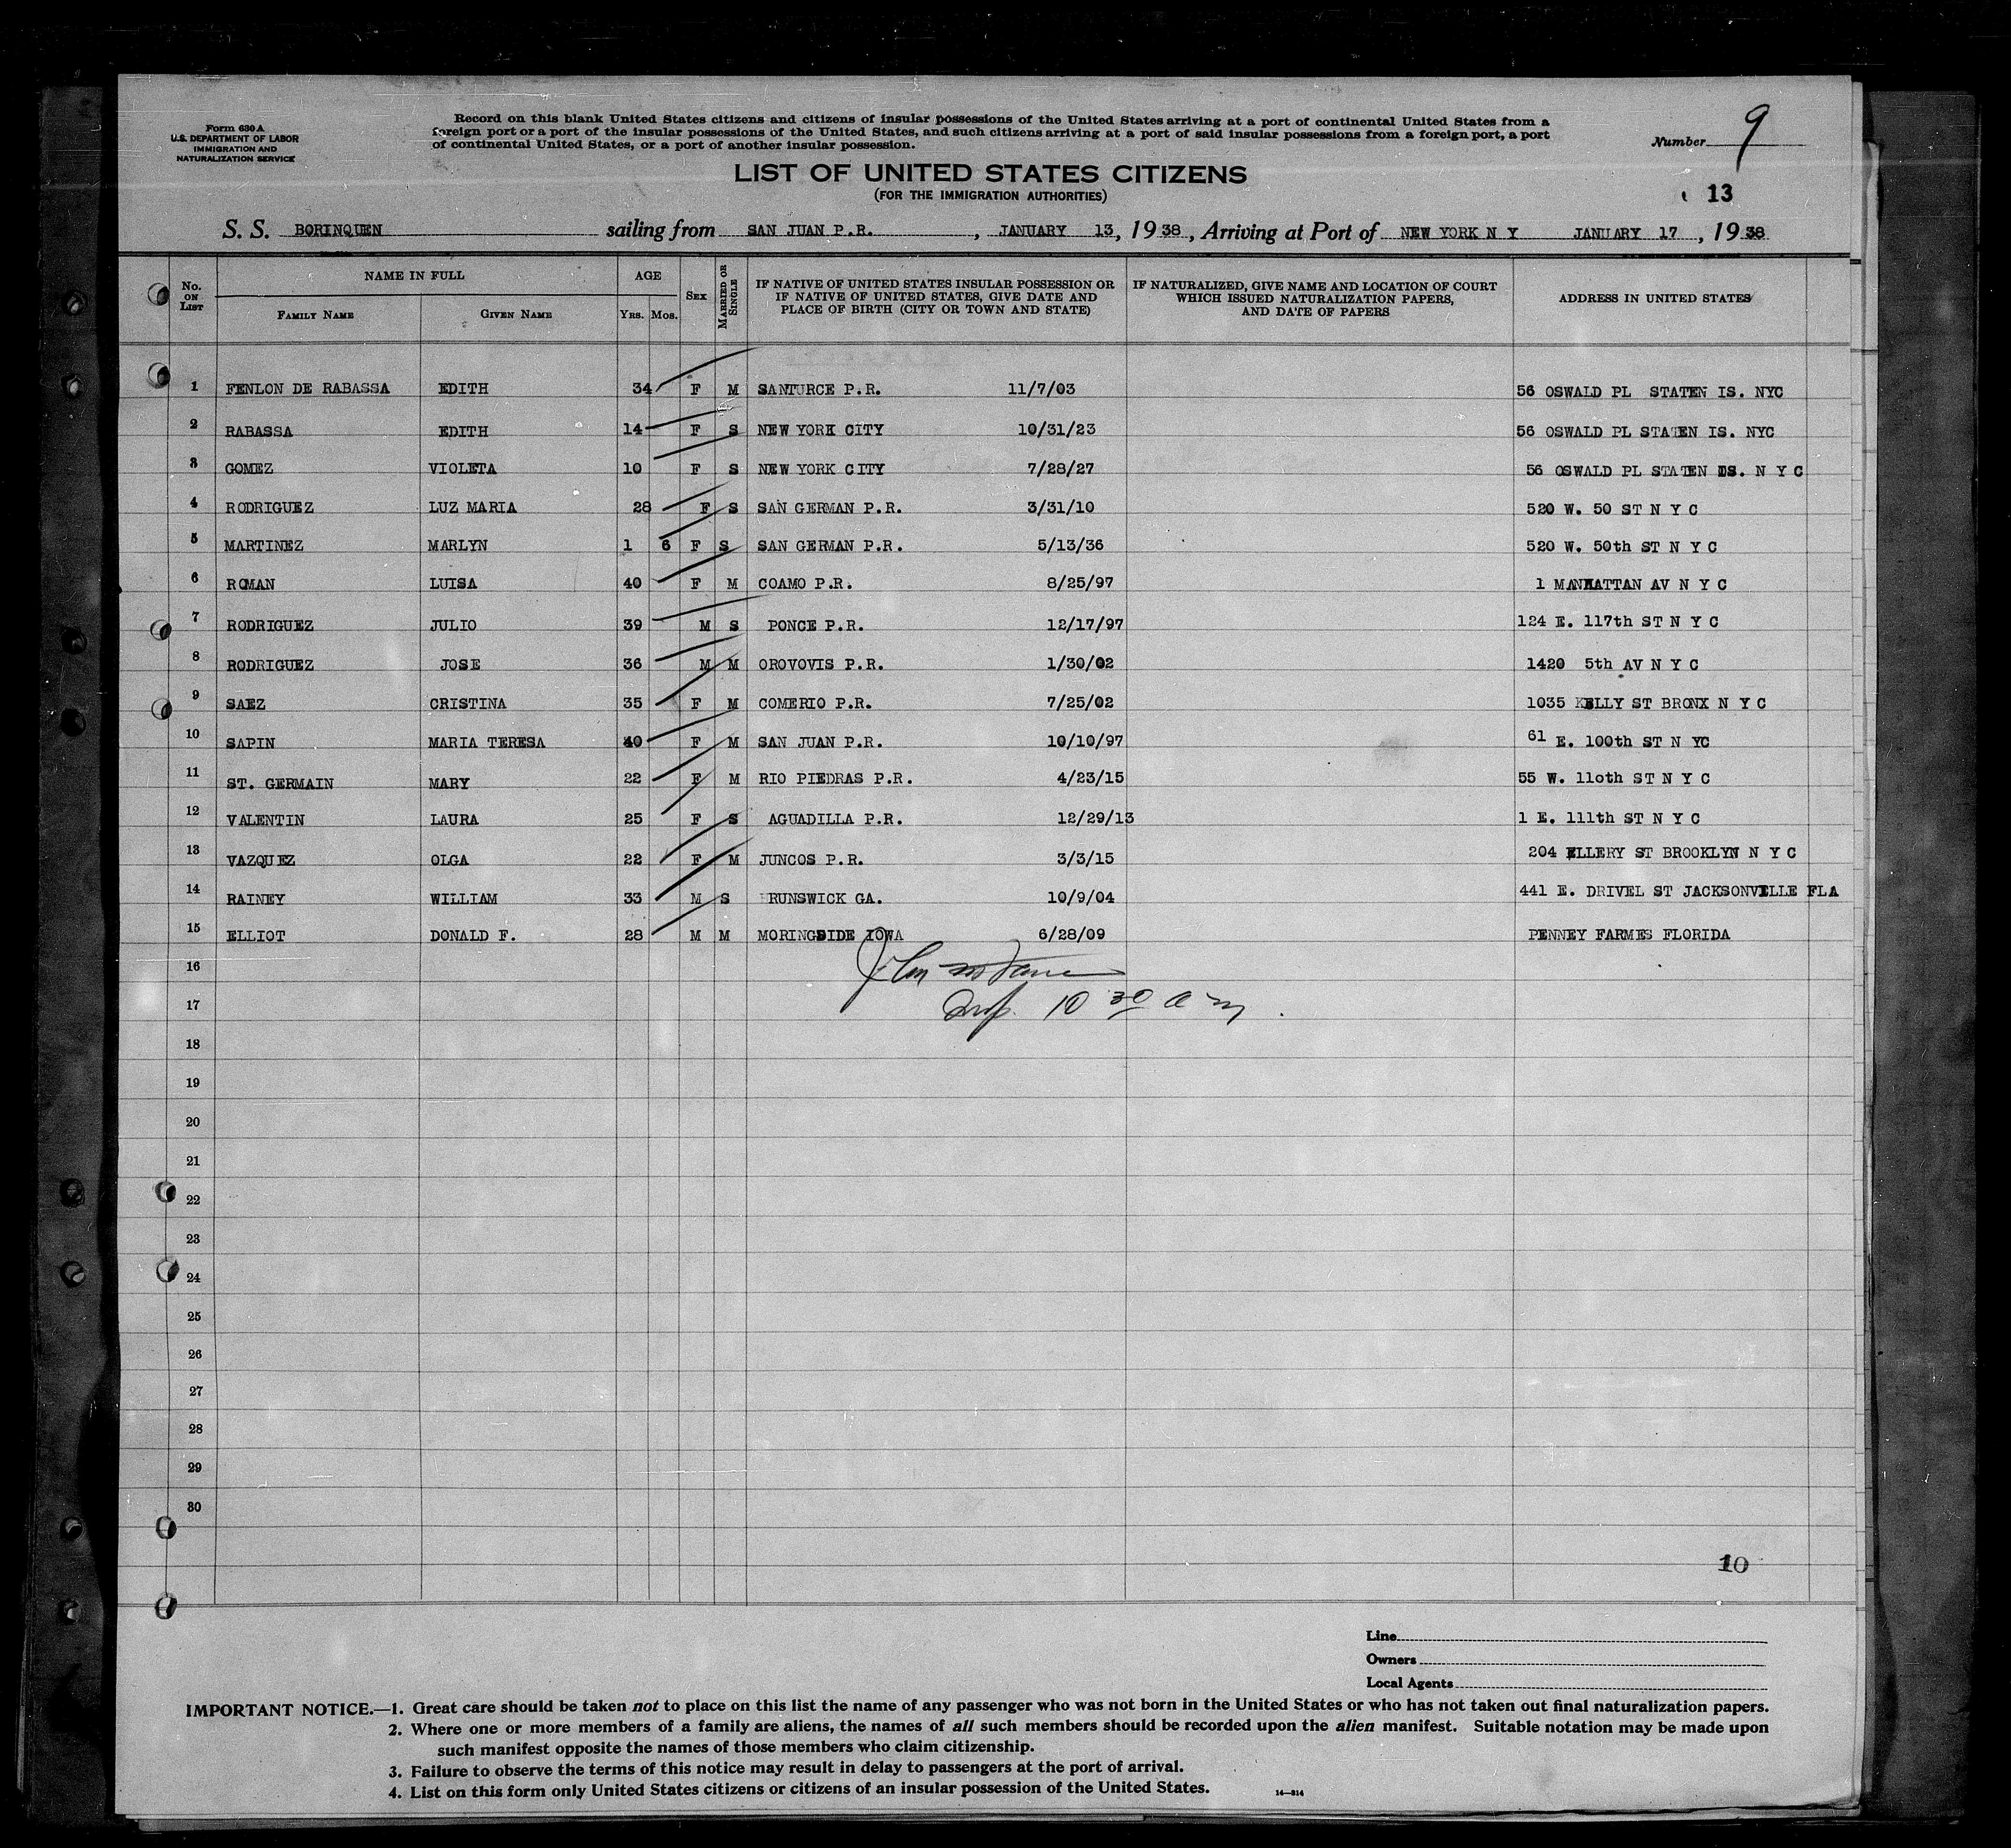 Form 630 A
U.S. DEPARTMENT OF LABOR
IMMIGRATION AND
NATURALIZATION SERVICE
Record on this blank United States citizens and citizens of insular possessions of the United States arriving at a port of continental United States from a
foreign port or a port of the insular possessions of the United States, and such citizens arriving at a port of said insular possessions from a foreign port, a port
of continental United States, or a port of another insular possession.
Number 9
LIST OF UNITED STATES CITIZENS
(FOR THE IMMIGRATION AUTHORITIES)
13
S. S. BORINQUEN sailing from SAN JUAN P.R. , JANUARY 13, 1938, Arriving at Port of NEW YORK N Y JANUARY 17, 1938
No. ON LIST NAME IN FULL FAMILY NAME GIVEN NAME AGE YRS. MOS. SEX MARRIED OR SINGLE IF NATIVE OF UNITED STATES INSULAR POSSESSION OR IF NATIVE OF UNITED STATES, GIVE DATE AND PLACE OF BIRTH (CITY OR TOWN AND STATE) IF NATURALIZED, GIVE NAME AND LOCATION OF COURT WHICH ISSUED NATURALIZATION PAPERS, AND DATE OF PAPERS ADDRESS IN UNITED STATES
1 FENLON DE RABASSA EDITH 34 F M SANTURCE P.R. 11/7/03 56 OSWALD PL STATEN IS. NYC
2 RABASSA EDITH 14 F S NEW YORK CITY 10/31/23 56 OSWALD PL STATEN IS. NYC
3 GOMEZ VIOLETA 10 F S NEW YORK CITY 7/28/27 56 OSWALD PL STATEN IS. N Y C
4 RODRIGUEZ LUZ MARIA 28 F S SAN GERMAN P.R. 3/31/10 520 W. 50 ST N Y C
5 MARTINEZ MARLYN 1 6 F S SAN GERMAN P.R. 5/13/36 520 W. 50th ST N Y C
6 ROMAN LUISA 40 F M COAMO P.R. 8/25/97 1 MANHATTAN AV N Y C
7 RODRIGUEZ JULIO 39 M S PONCE P.R. 12/17/97 124 E. 117th ST N Y C
8 RODRIGUEZ JOSE 36 M M OROVOVIS P.R. 1/30/02 1420 5th AV N Y C
9 SAEZ CRISTINA 35 F M COMERIO P.R. 7/25/02 1035 KELLY ST BRONX N Y C
10 SAPIN MARIA TERESA 40 F M SAN JUAN P.R. 10/10/97 61 E. 100th ST N YC
11 ST. GERMAIN MARY 22 F M RIO PIEDRAS P.R. 4/23/15 55 W. 11oth ST N Y C
12 VALENTIN LAURA 25 F S AGUADILLA P.R. 12/29/13 1 E. 111th ST N Y C
13 VAZQUEZ OLGA 22 F M JUNCOS P.R. 3/3/15 204 ELLERY ST BROOKLYN N Y C
14 RAINEY WILLIAM 33 M S BRUNSWICK GA. 10/9/04 441 E. DRIVEL ST JACKSONVILLE FLA
15 ELLIOT DONALD F. 28 M M MORINGSIDE IOWA 6/28/09 PENNEY FARMES FLORIDA
16
17 10 30 a m
18
19
20
21
22
23
24
25
26
27
28
29
30
10
Line
Owners
Local Agents
IMPORTANT NOTICE.—1. Great care should be taken not to place on this list the name of any passenger who was not born in the United States or who has not taken out final naturalization papers.
2. Where one or more members of a family are aliens, the names of all such members should be recorded upon the alien manifest. Suitable notation may be made upon
such manifest opposite the names of those members who claim citizenship.
3. Failure to observe the terms of this notice may result in delay to passengers at the port of arrival.
4. List on this form only United States citizens or citizens of an insular possession of the United States.
14—814